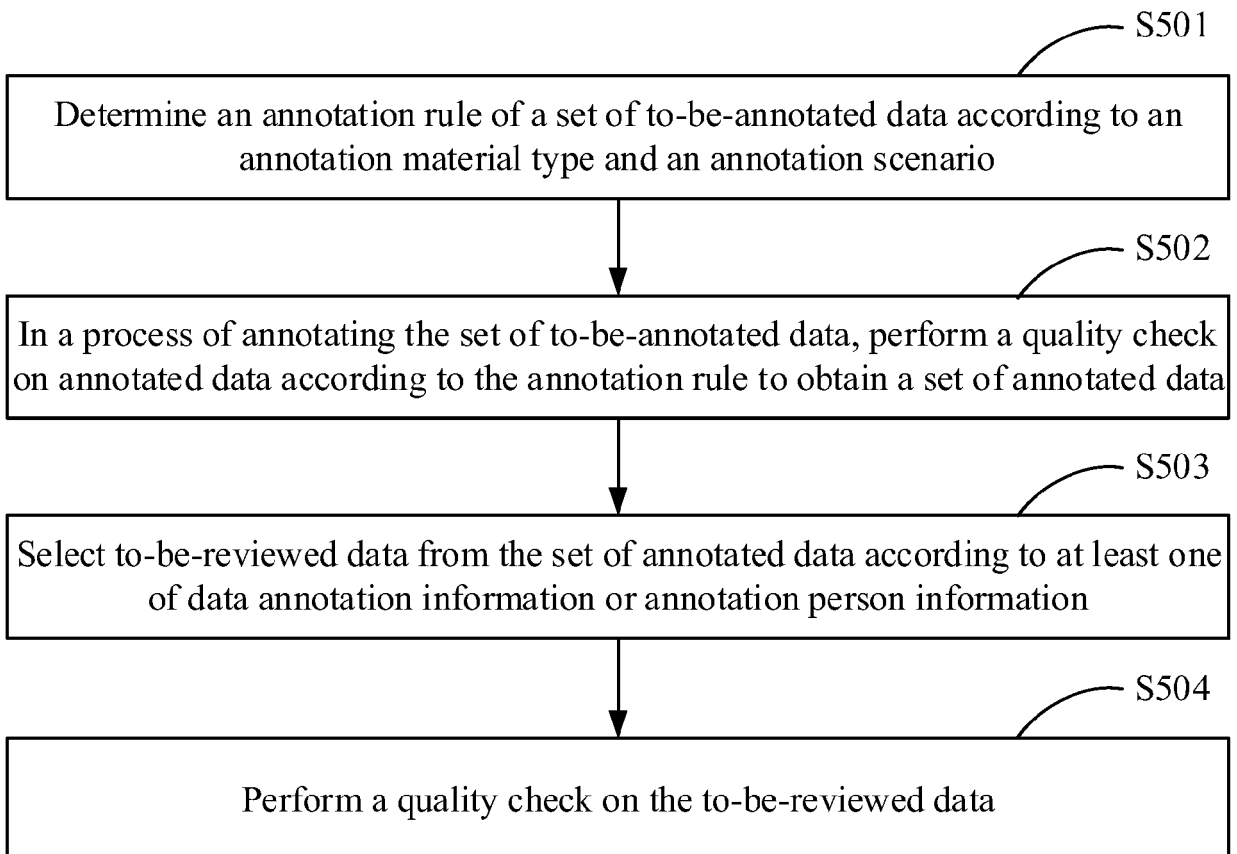 S501
Determine an annotation rule of a set of to-be-annotated data according to an
annotation material type and an annotation scenario
S502
In a process of annotating the set of to-be-annotated data, perform a quality check
on annotated data according to the annotation rule to obtain a set of annotated data
S503
Select to-be-reviewed data from the set of annotated data according to at least one
of data annotation information or annotation person information
S504
Perform a quality check on the to-be-reviewed data